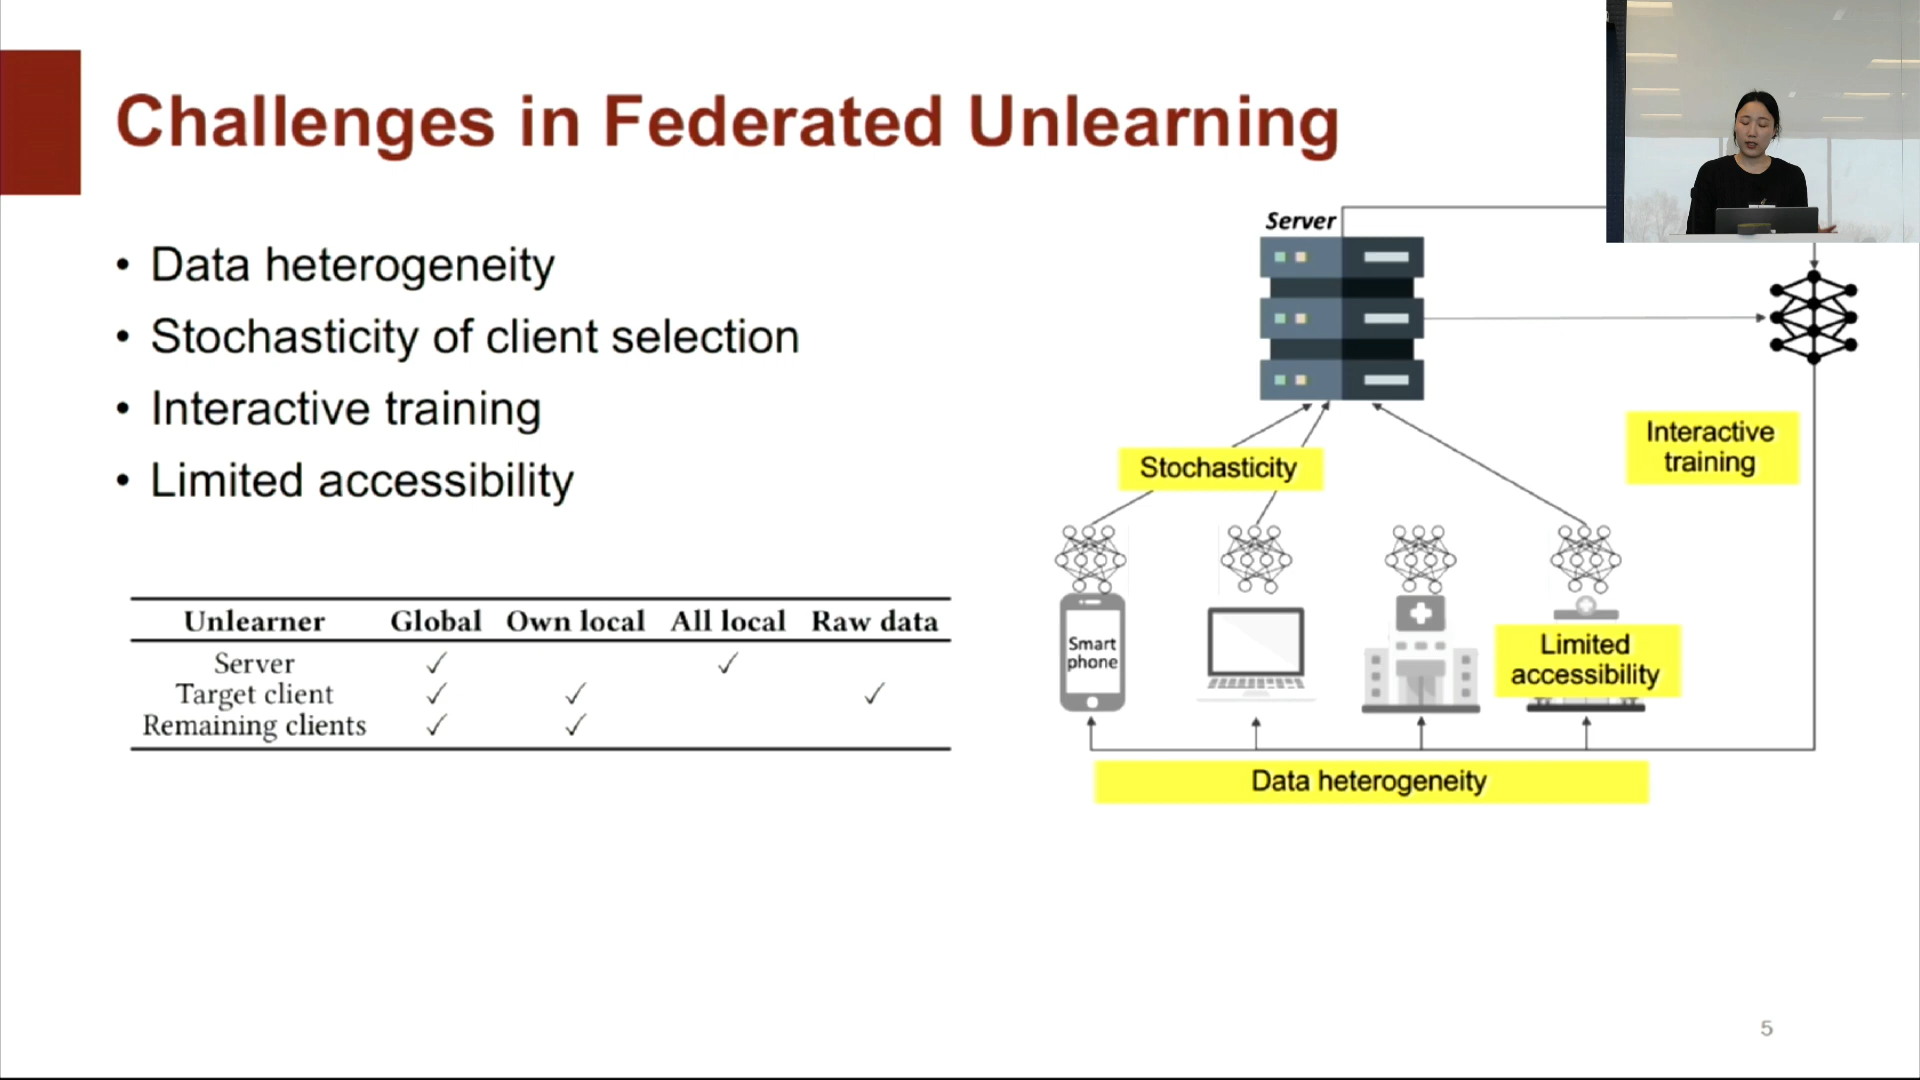 Challenges in Federated Unlearning
• Data heterogeneity
• Stochasticity of client selection
• Interactive training
• Limited accessibility
Unlearner Global Own local All local Raw data
Server ✓ ✓
Target client ✓ ✓ ✓
Remaining clients ✓ ✓
Server
Interactive
training
Stochasticity
Smart
phone
Limited
accessibility
Data heterogeneity
5